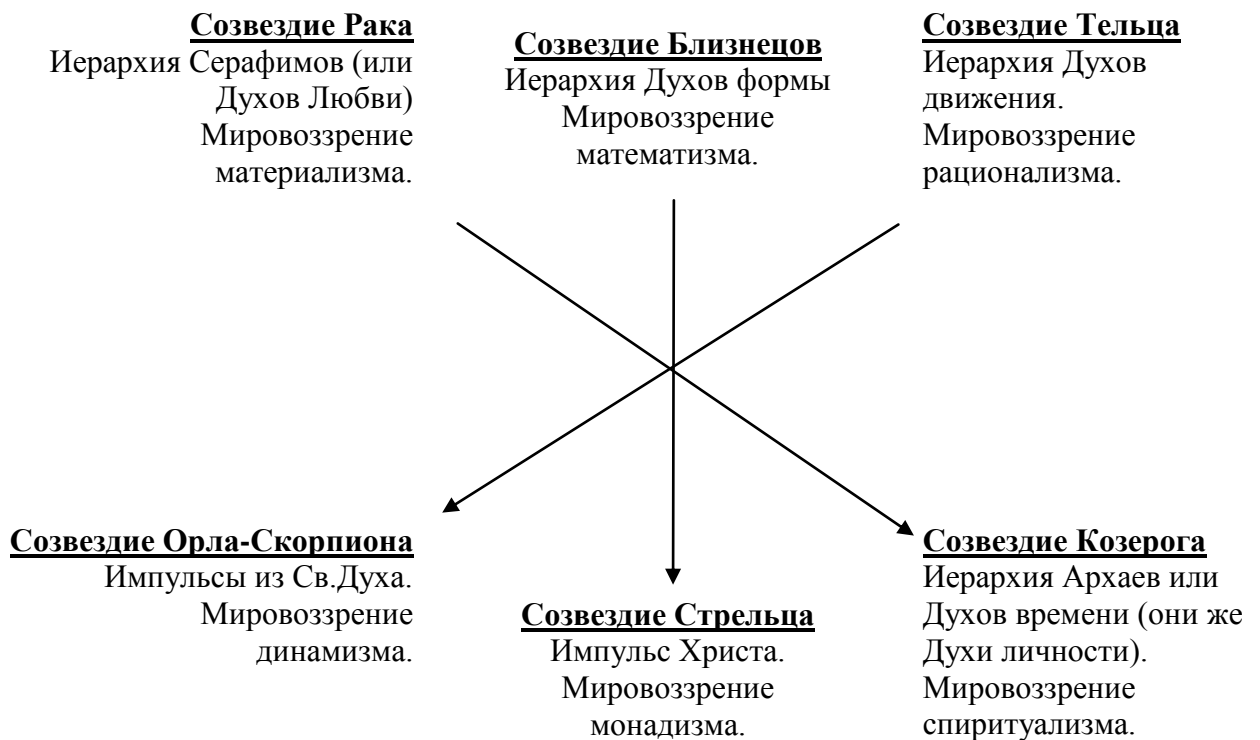 Созвездие Рака
Иерархия Серафимов (или
Духов Любви)
Мировоззрение
материализма.
Созвездие Близнецов
Иерархия Духов формы
Мировоззрение
математизма.
Созвездие Тельца
Иерархия Духов
движения.
Мировоззрение
рационализма.
Созвездие Орла-Скорпиона
Импульсы из Св.Духа.
Мировоззрение
динамизма.
Созвездие Стрельца
Импульс Христа.
Мировоззрение
монадизма.
Созвездие Козерога
Иерархия Архаев или
Духов времени (они же
Духи личности).
Мировоззрение
спиритуализма.